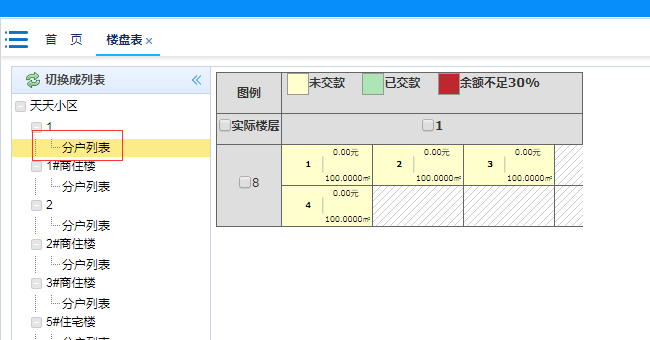 首 页 楼盘表 ×
切换成列表 «
天天小区
1
分户列表
1#商住楼
分户列表
2
分户列表
2#商住楼
分户列表
3#商住楼
分户列表
5#住宅楼
分户列表
图例 未交款 已交款 余额不足30%
实际楼层 1
8
1 0.00元 100.0000㎡
2 0.00元 100.0000㎡
3 0.00元 100.0000㎡
4 0.00元 100.0000㎡